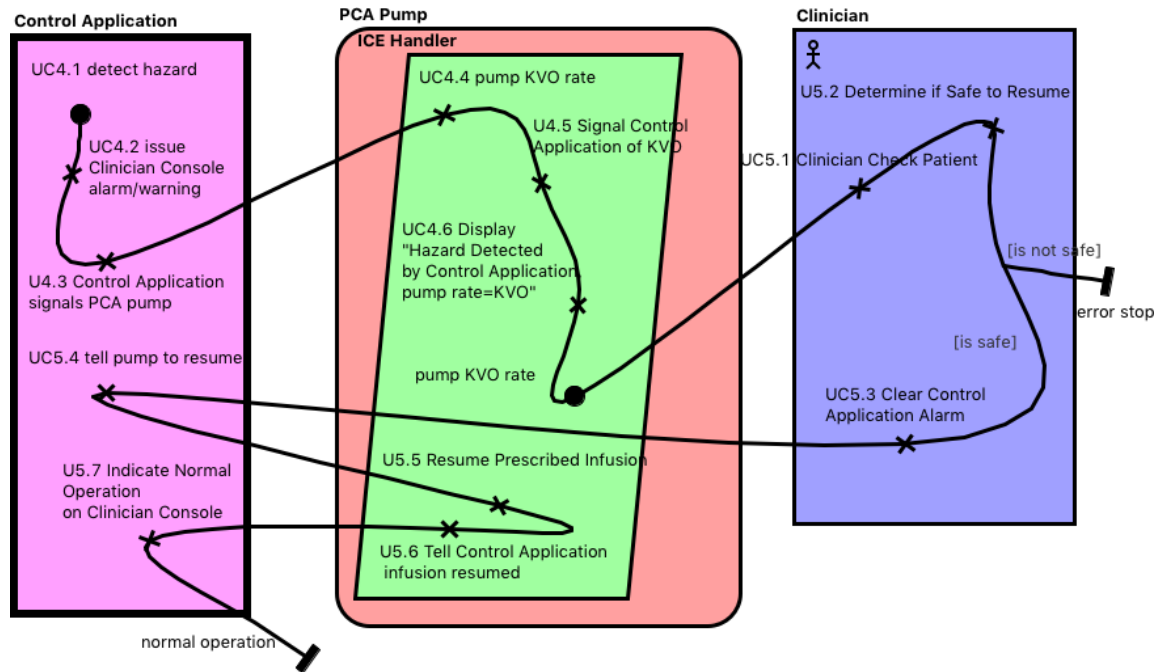 Control Application
UC4.1 detect hazard
UC4.2 issue
Clinician Console
alarm/warning
U4.3 Control Application
signals PCA pump
UC5.4 tell pump to resume
U5.7 Indicate Normal
Operation
on Clinician Console
normal operation
PCA Pump
ICE Handler
UC4.4 pump KVO rate
U4.5 Signal Control
Application of KVO
UC4.6 Display
"Hazard Detected
by Control Application,
pump rate=KVO"
pump KVO rate
U5.5 Resume Prescribed Infusion
U5.6 Tell Control Application
infusion resumed
Clinician
U5.2 Determine if Safe to Resume
UC5.1 Clinician Check Patient
[is not safe]
error stop
[is safe]
UC5.3 Clear Control
Application Alarm